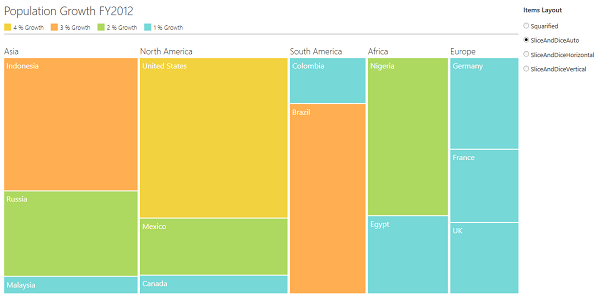 Population Growth FY2012
4 % Growth 3 % Growth 2 % Growth 1 % Growth
Asia North America South America Africa Europe
Indonesia United States Colombia Nigeria Germany
Brazil
France
Russia
Mexico Egypt UK
Malaysia Canada
Items Layout
Squarified
SliceAndDiceAuto
SliceAndDiceHorizontal
SliceAndDiceVertical